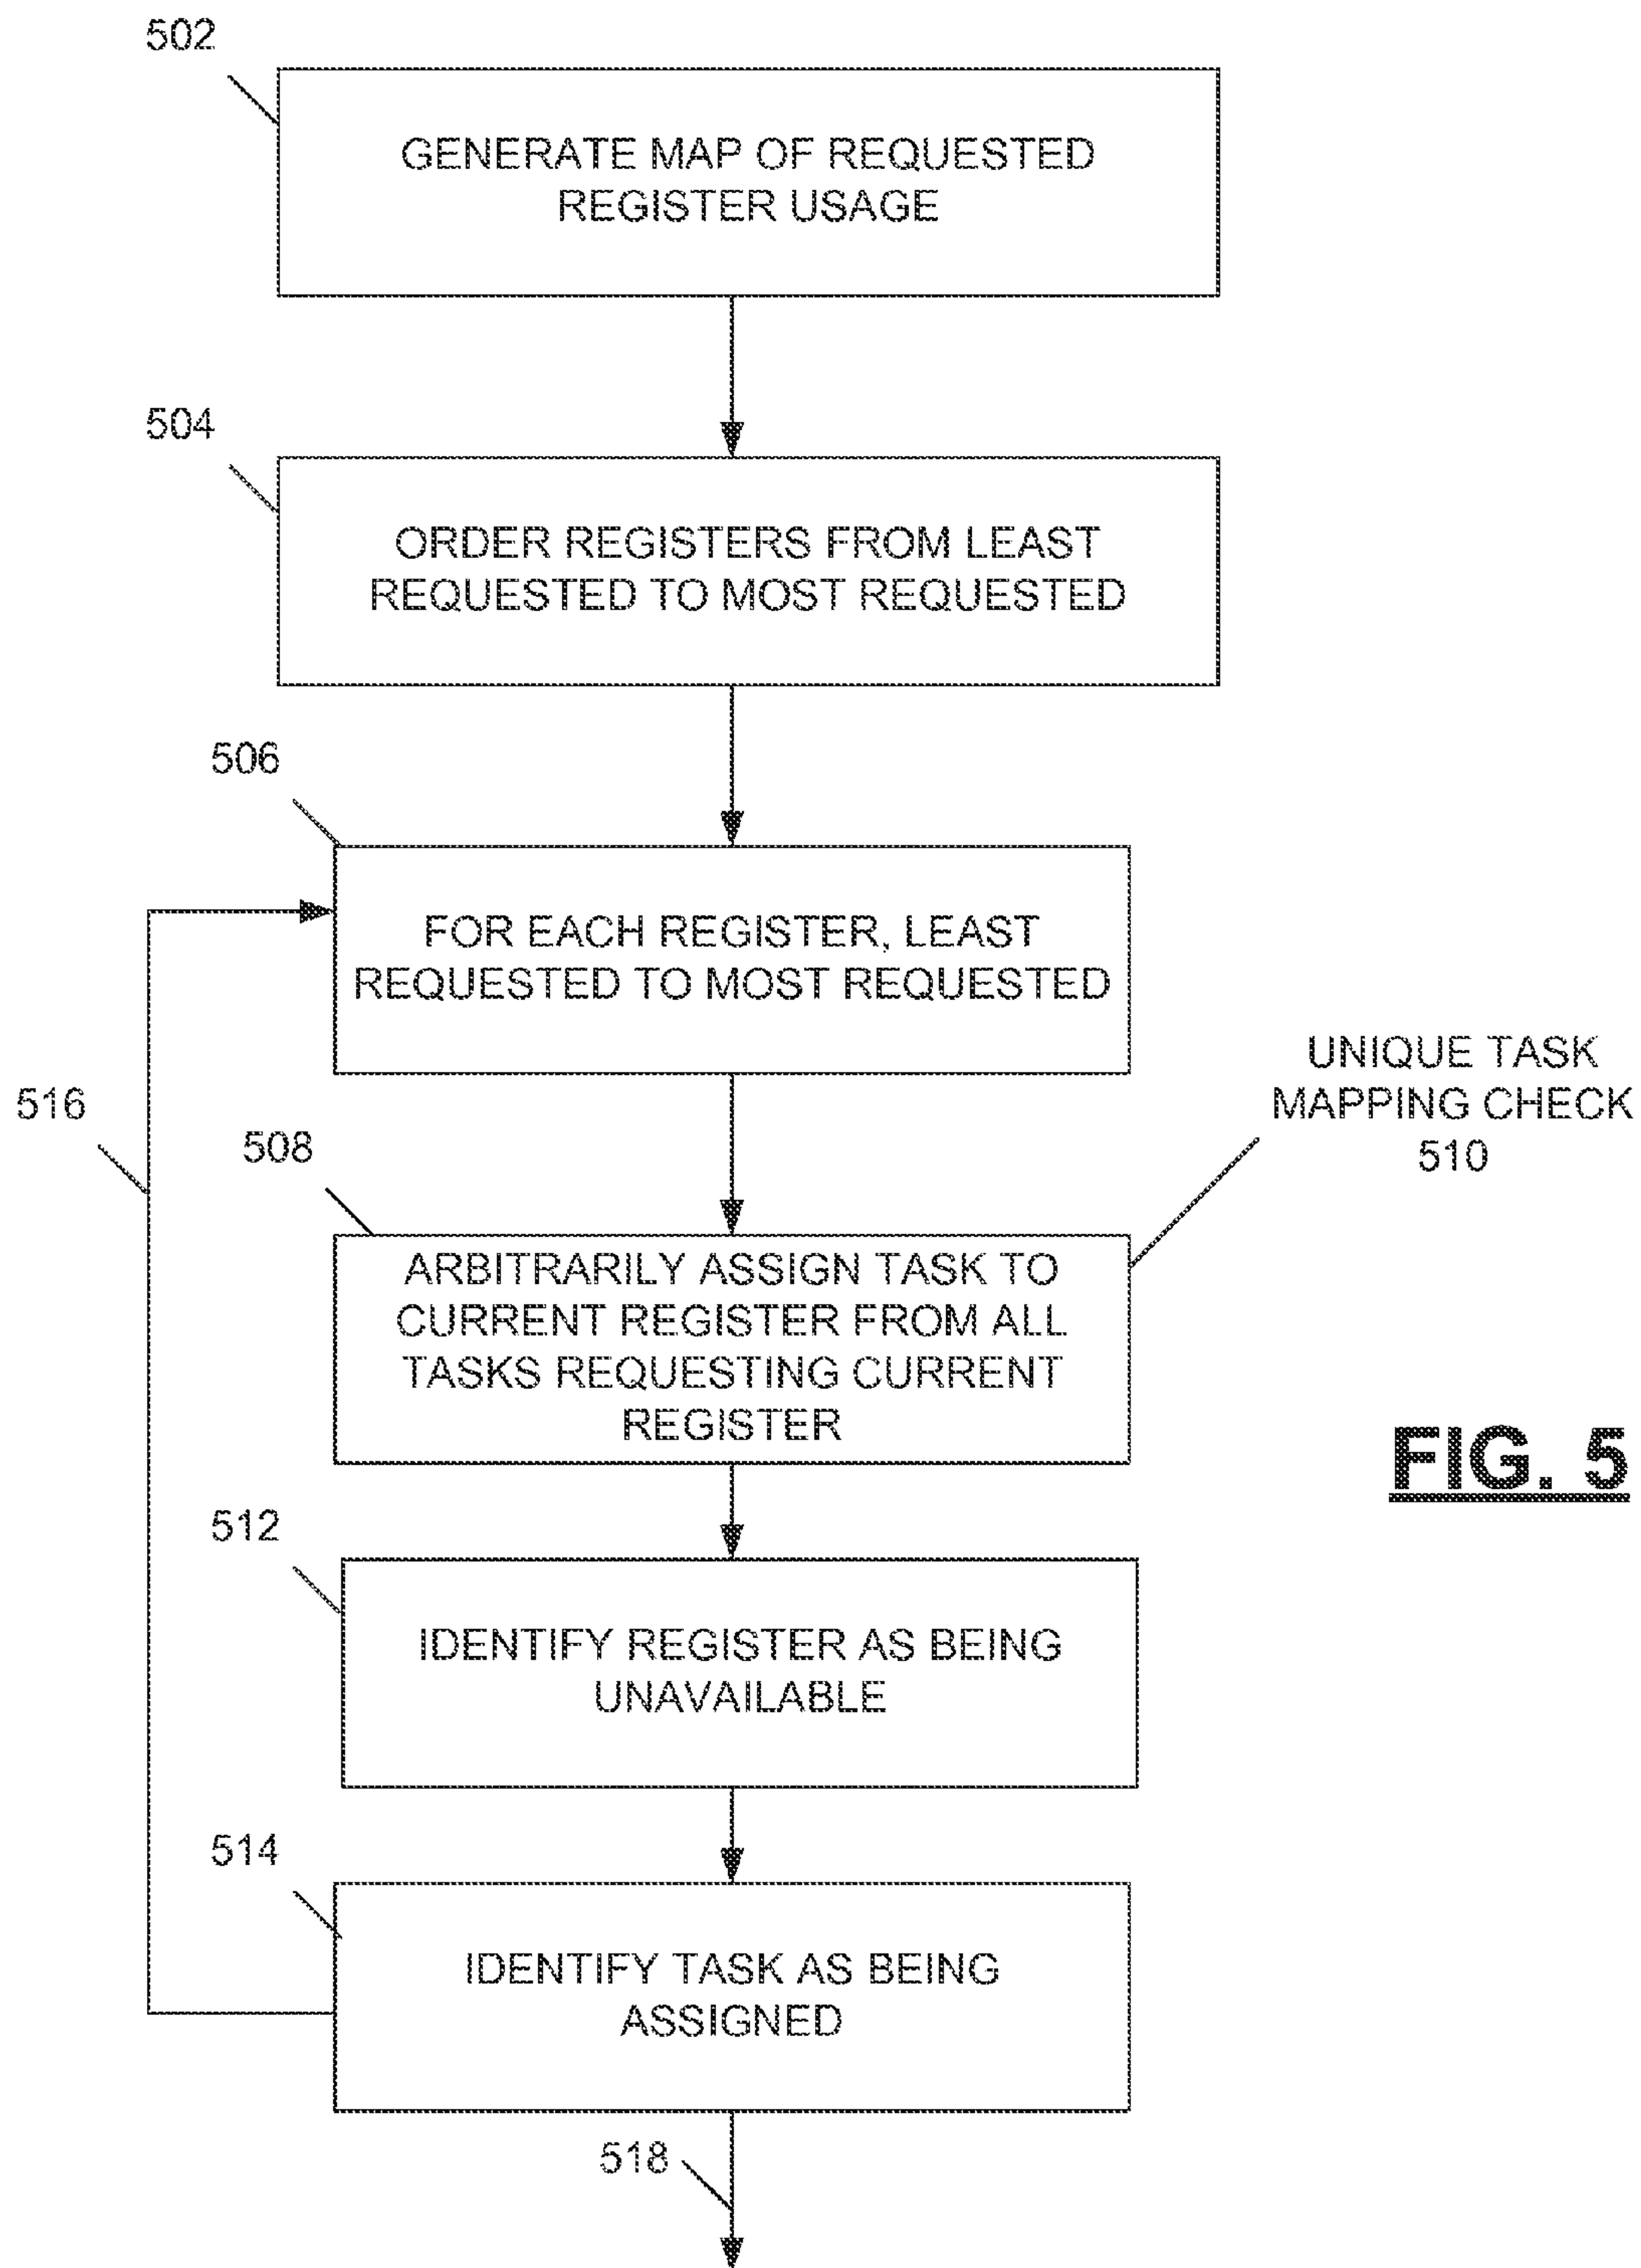 502
GENERATE MAP OF REQUESTED
REGISTER USAGE
504
ORDER REGISTERS FROM LEAST
REQUESTED TO MOST REQUESTED
506
FOR EACH REGISTER, LEAST
REQUESTED TO MOST REQUESTED
516
508
UNIQUE TASK
MAPPING CHECK
510
ARBITRARILY ASSIGN TASK TO
CURRENT REGISTER FROM ALL
TASKS REQUESTING CURRENT
REGISTER
FIG. 5
512
IDENTIFY REGISTER AS BEING
UNAVAILABLE
514
IDENTIFY TASK AS BEING
ASSIGNED
518